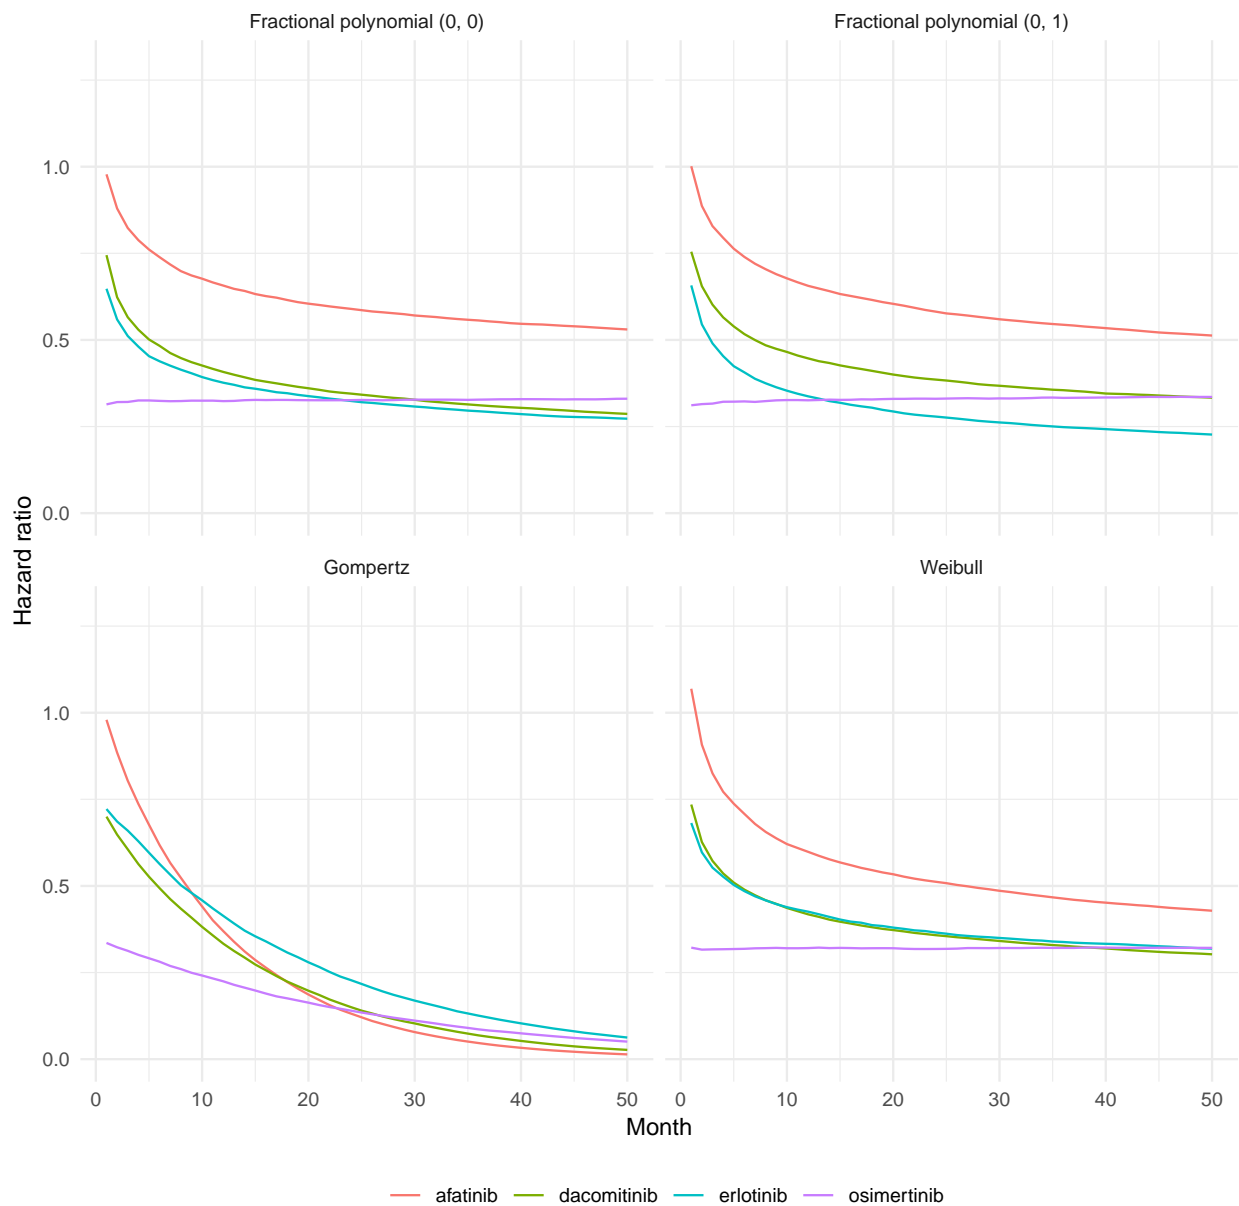 Fractional polynomial (0, 0) Fractional polynomial (0, 1)
1.0
0.5
0.0
Hazard ratio
Gompertz Weibull
1.0
0.5
0.0
0 10 20 30 40 50 0 10 20 30 40 50
Month
afatinib dacomitinib erlotinib osimertinib